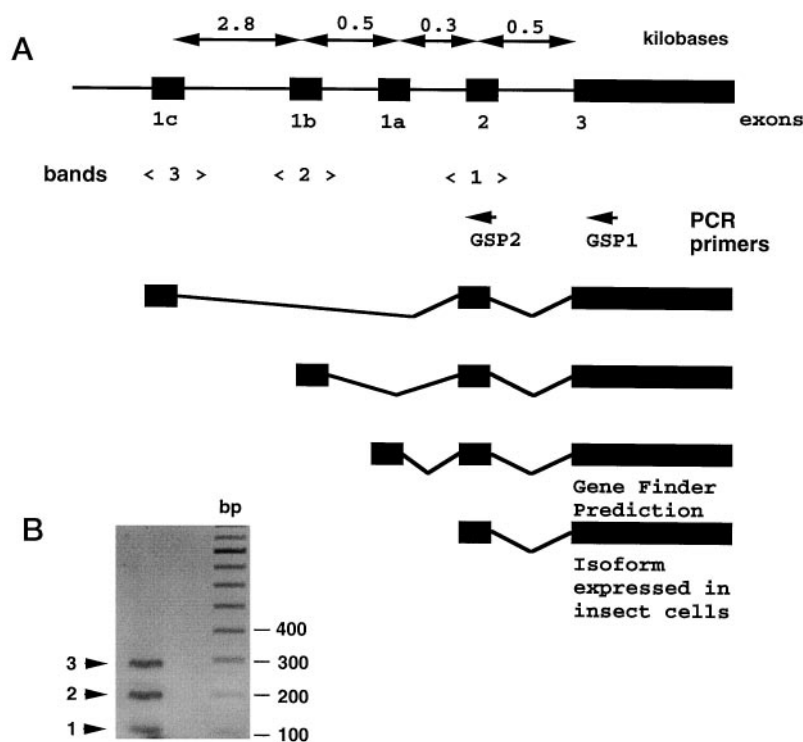 A
2.8 0.5 0.3 0.5 kilobases
1c 1b 1a 2 3 exons
bands < 3 > < 2 > < 1 >
GSP2 GSP1 PCR primers
Gene Finder
Prediction
Isoform
expressed in
insect cells
B
bp
400
3 300
2 200
1 100